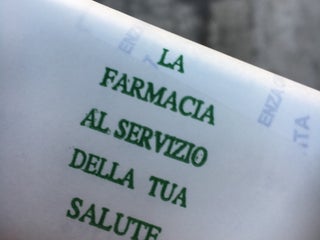 LA
FARMACIA
AL SERVIZIO
DELLA TUA
SALUTE